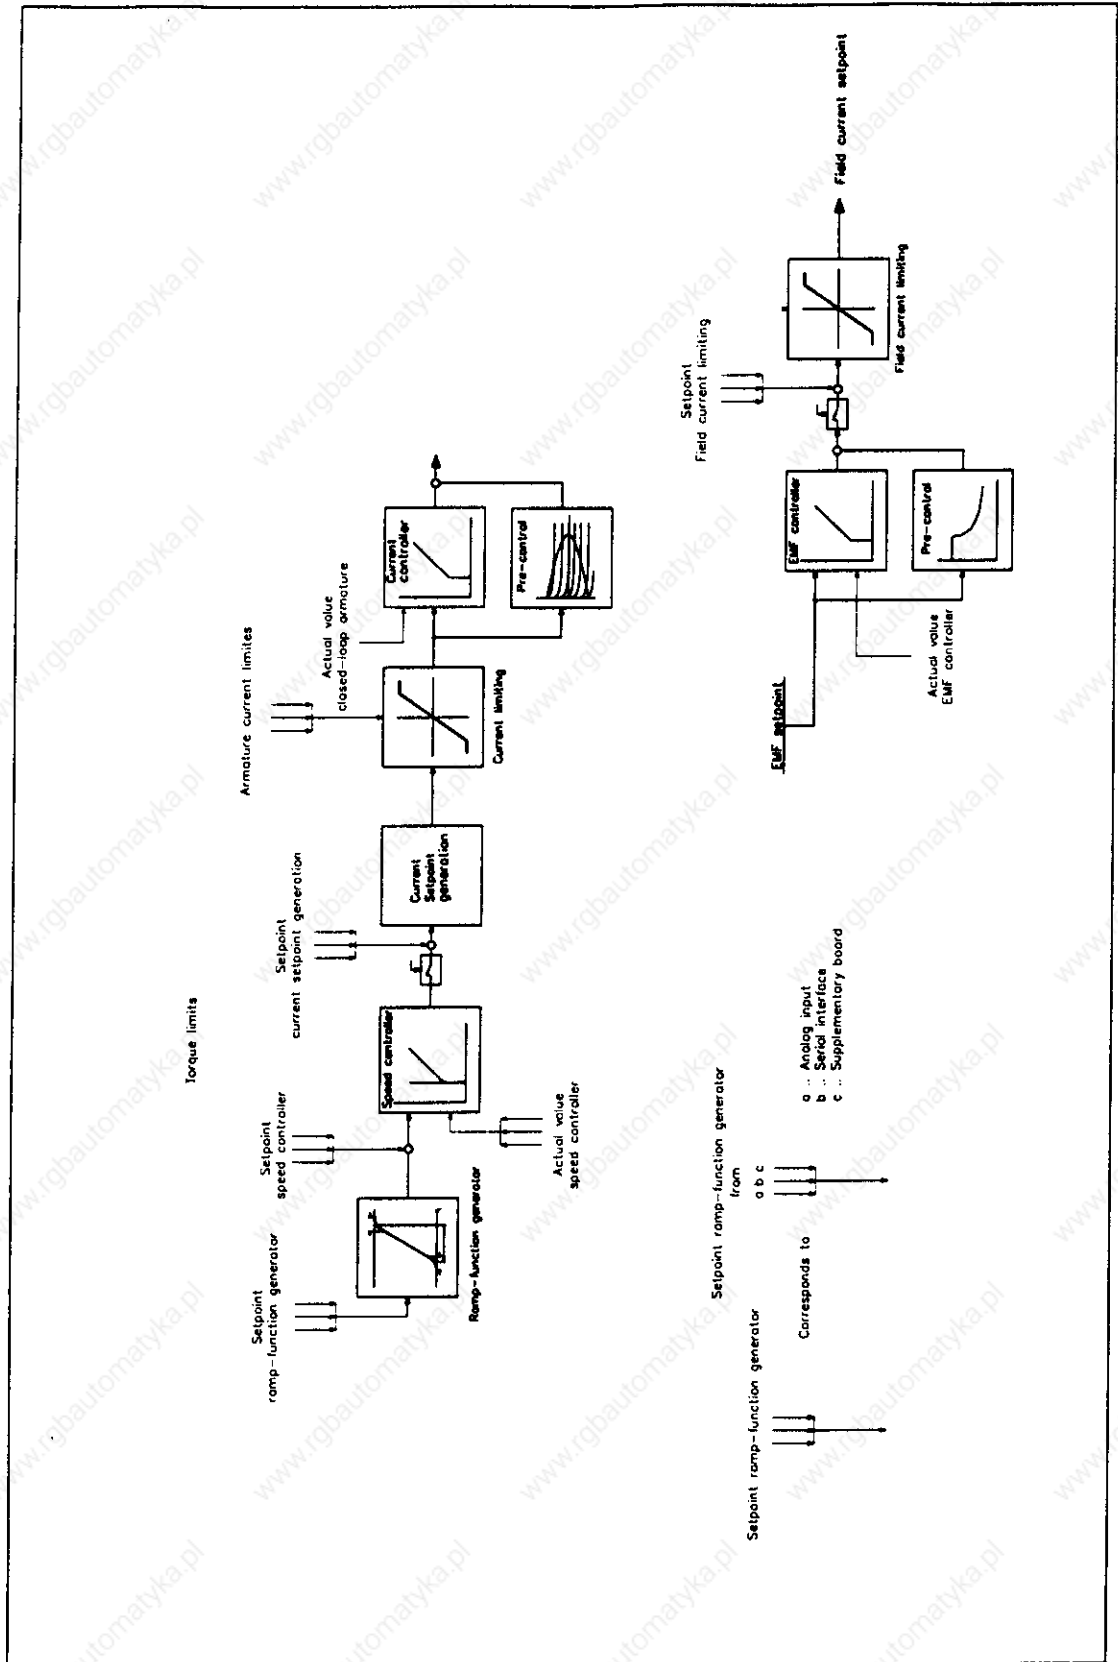 Torque limits
Armature current limites
Setpoint
ramp-function generator
Setpoint
speed controller
Setpoint
current setpoint generation
Actual value
closed-loop armature
Ramp-function generator
Speed controller
Current
Setpoint
generation
Current limiting
Current
controller
Pre-control
Actual value
speed controller
Setpoint
Field current limiting
EMF setpoint
EMF controller
Pre-control
Actual value
EMF controller
Field current limiting
Field current setpoint
Setpoint ramp-function generator
Corresponds to
Setpoint ramp-function generator
from
a b c
a .. Analog input
b .. Serial interface
c .. Supplementary board
www.rgbautomatyka.pl